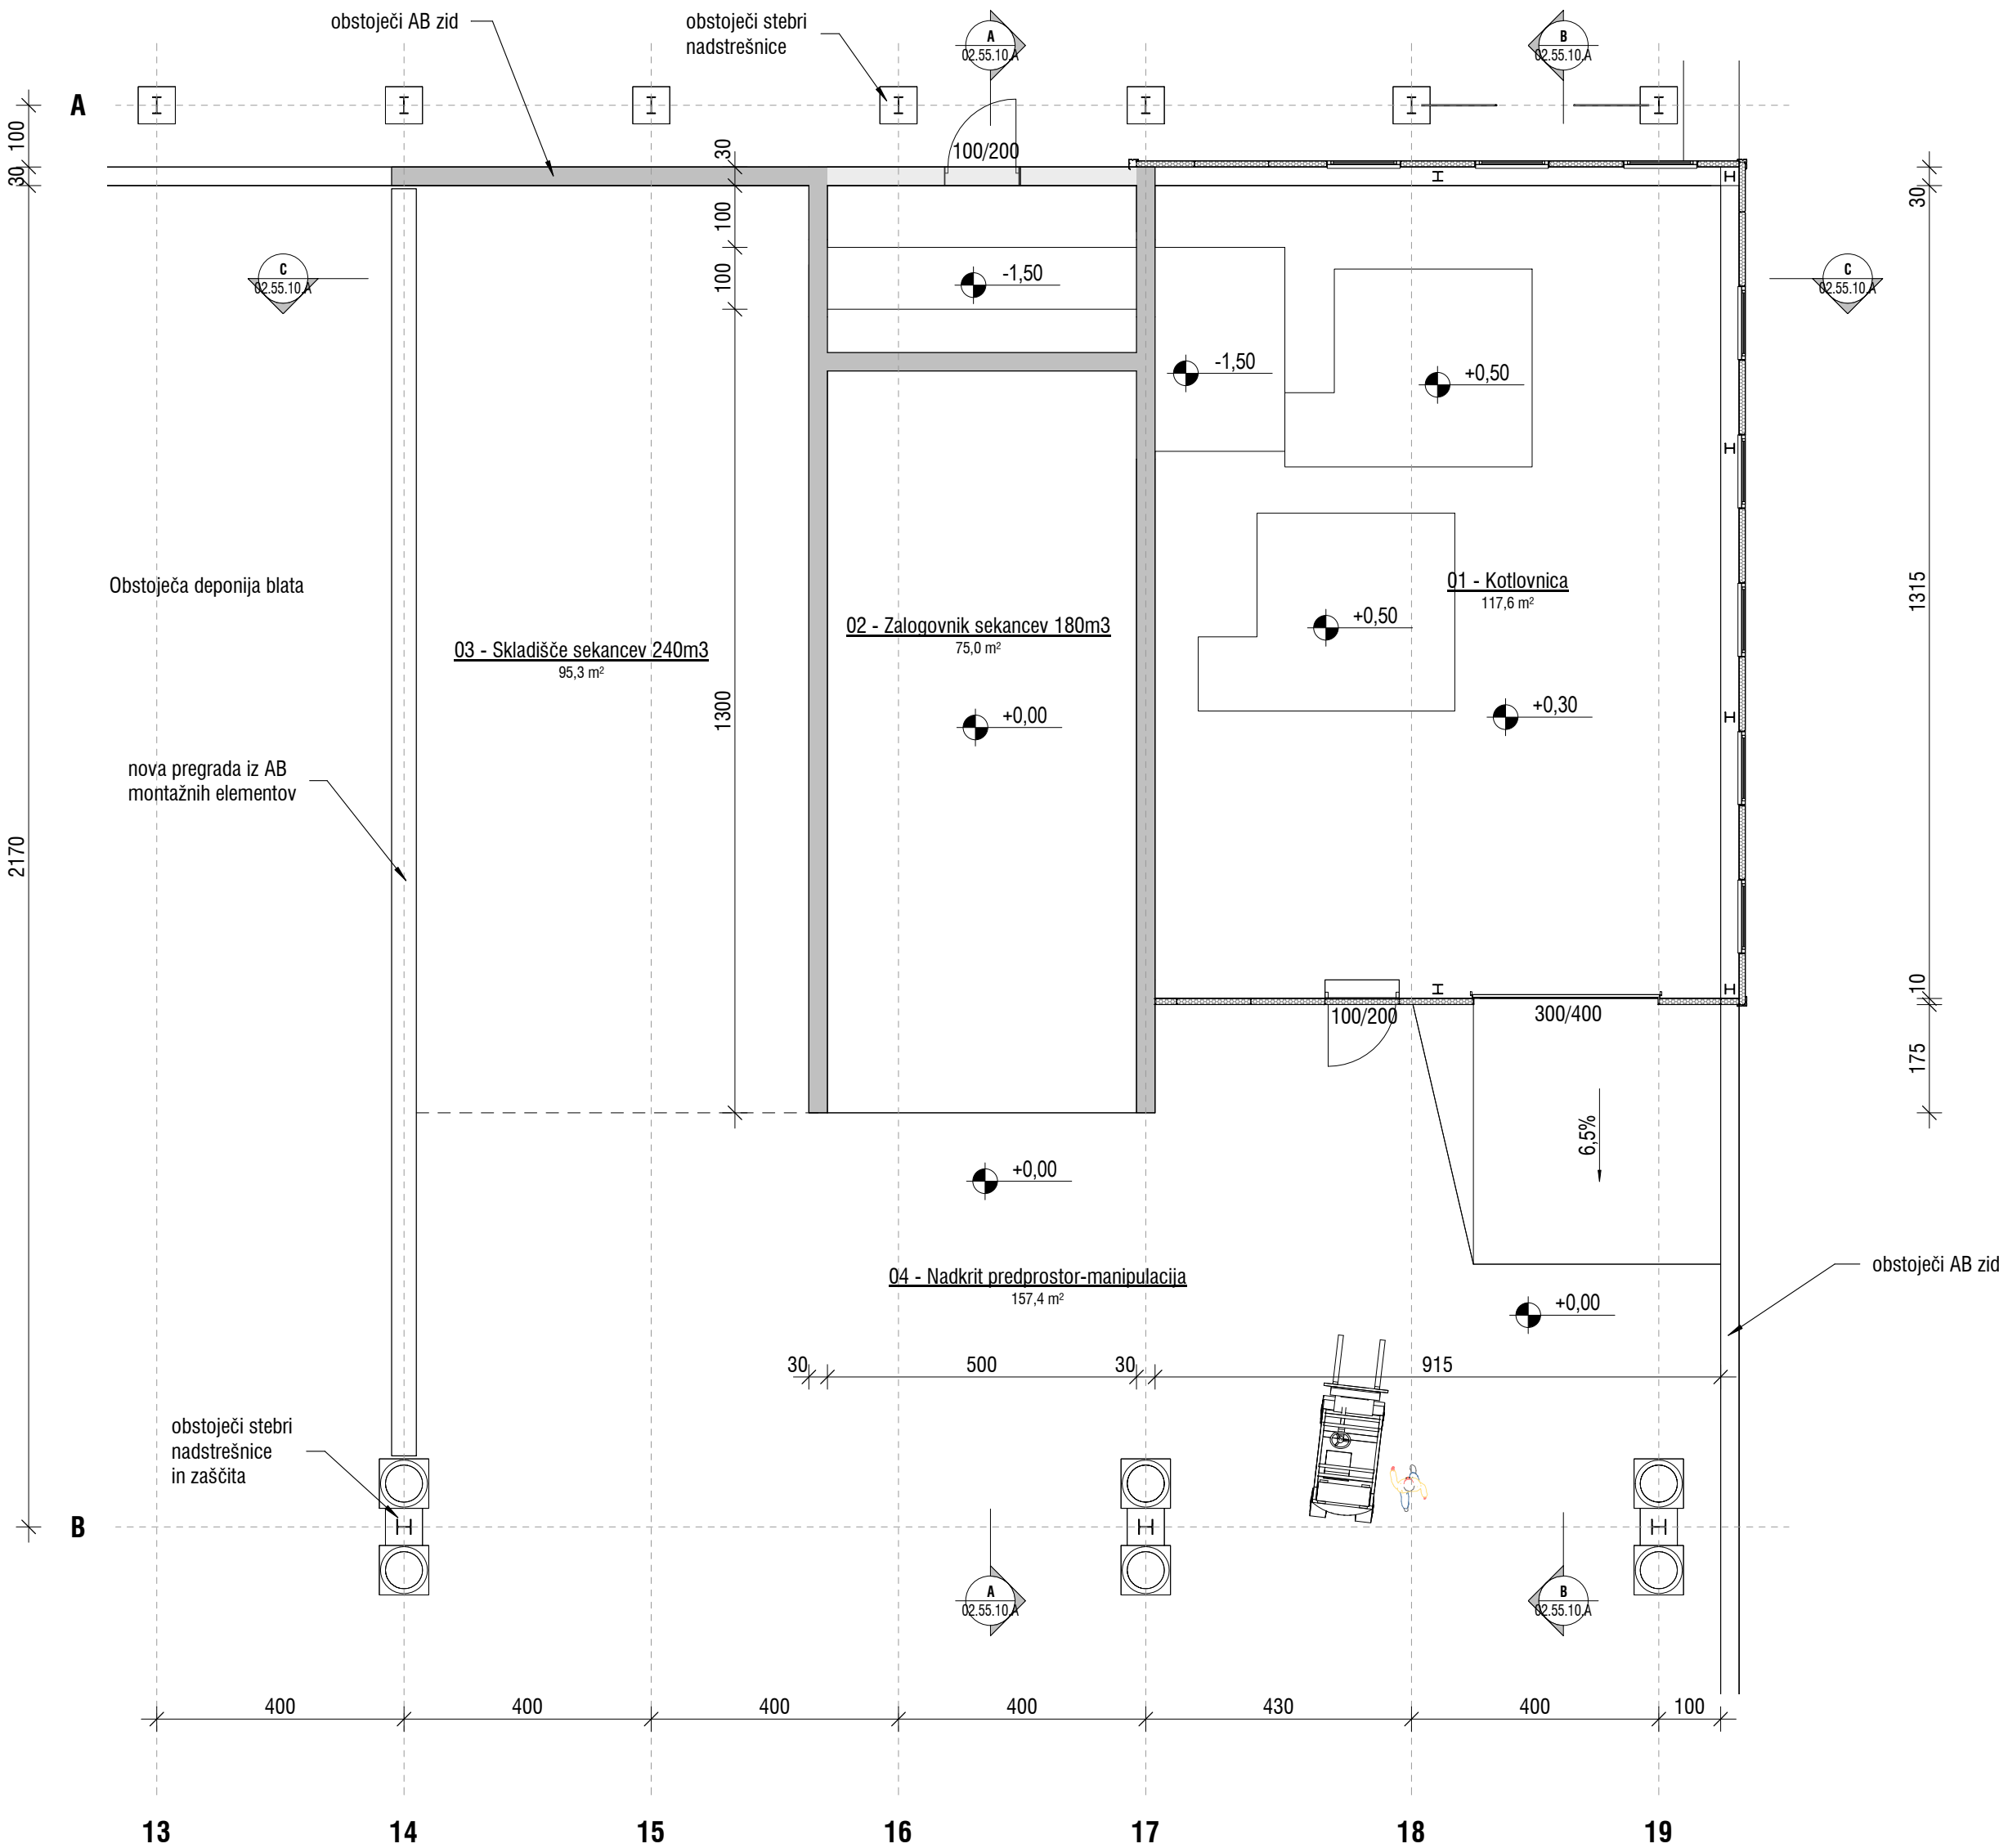 obstoječi AB zid
obstoječi stebri
nadstrešnice
A
02.55.10.A
B
02.55.10.A
A
100
30
30
100/200
30
100
100
C
02.55.10.A
C
02.55.10.A
-1,50
-1,50
+0,50
Obstoječa deponija blata
01 - Kotlovnica
117,6 m²
1315
+0,50
02 - Zalogovnik sekancev 180m3
75,0 m²
03 - Skladišče sekancev 240m3
95,3 m²
1300
+0,00
+0,30
nova pregrada iz AB
montažnih elementov
2170
10
100/200
300/400
175
6,5%
+0,00
04 - Nadkrit predprostor-manipulacija
157,4 m²
obstoječi AB zid
+0,00
30
500
30
915
obstoječi stebri
nadstrešnice
in zaščita
B
A
02.55.10.A
B
02.55.10.A
400
400
400
400
430
400
100
13
14
15
16
17
18
19